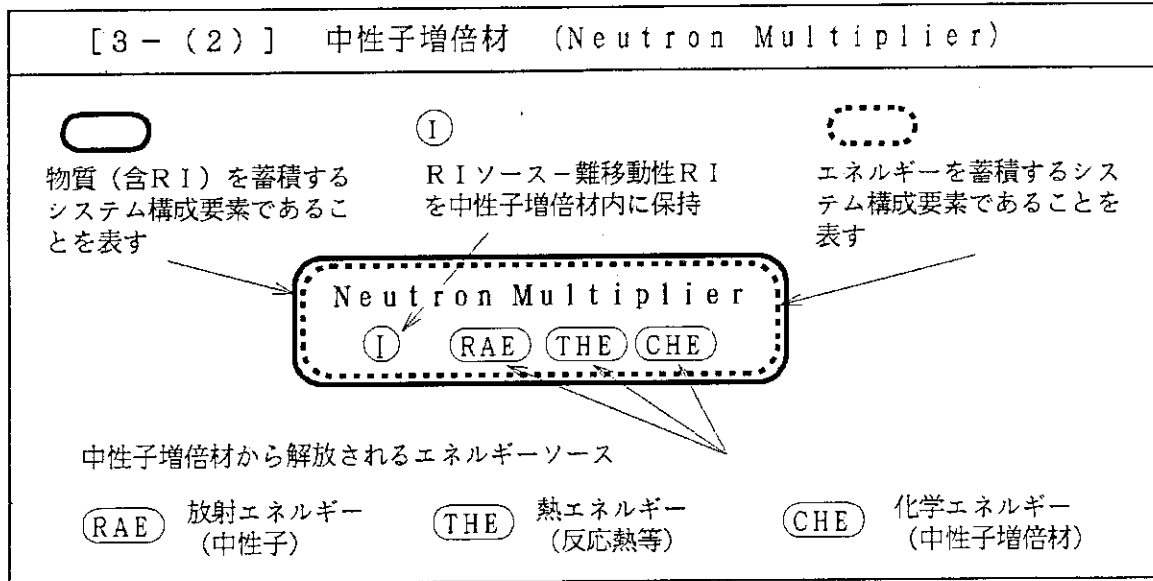 [3-(2)] 中性子増倍材 (Neutron Multiplier)
物質(含RI)を蓄積する
システム構成要素であるこ
とを表す
I
RIソース-難移動性RI
を中性子増倍材内に保持
エネルギーを蓄積するシス
テム構成要素であることを
表す
Neutron Multiplier
I RAE THE CHE
中性子増倍材から解放されるエネルギーソース
RAE 放射エネルギー
(中性子)
THE 熱エネルギー
(反応熱等)
CHE 化学エネルギー
(中性子増倍材)